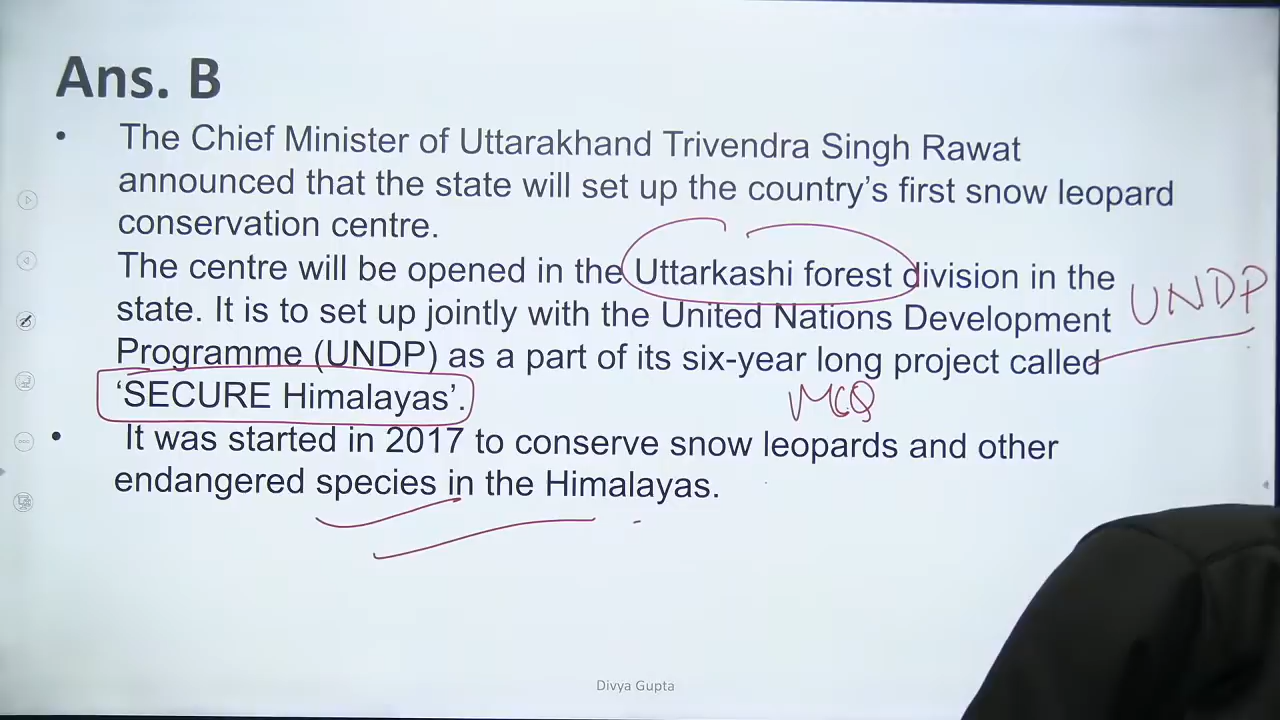 Ans. B
• The Chief Minister of Uttarakhand Trivendra Singh Rawat
announced that the state will set up the country's first snow leopard
conservation centre.
The centre will be opened in the Uttarkashi forest division in the
state. It is to set up jointly with the United Nations Development
UNDP
Programme (UNDP) as a part of its six-year long project called
'SECURE Himalayas'.
MCQ
• It was started in 2017 to conserve snow leopards and other
endangered species in the Himalayas.
Divya Gupta